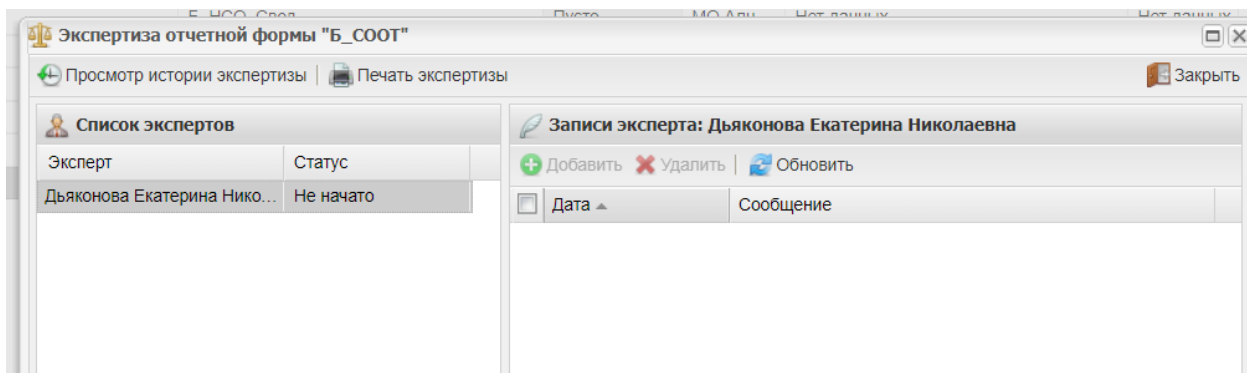 Экспертиза отчетной формы "Б_СООТ"
Просмотр истории экспертизы Печать экспертизы Закрыть
Список экспертов
Эксперт Статус
Дьяконова Екатерина Нико... Не начато
Записи эксперта: Дьяконова Екатерина Николаевна
Добавить Удалить Обновить
Дата Сообщение